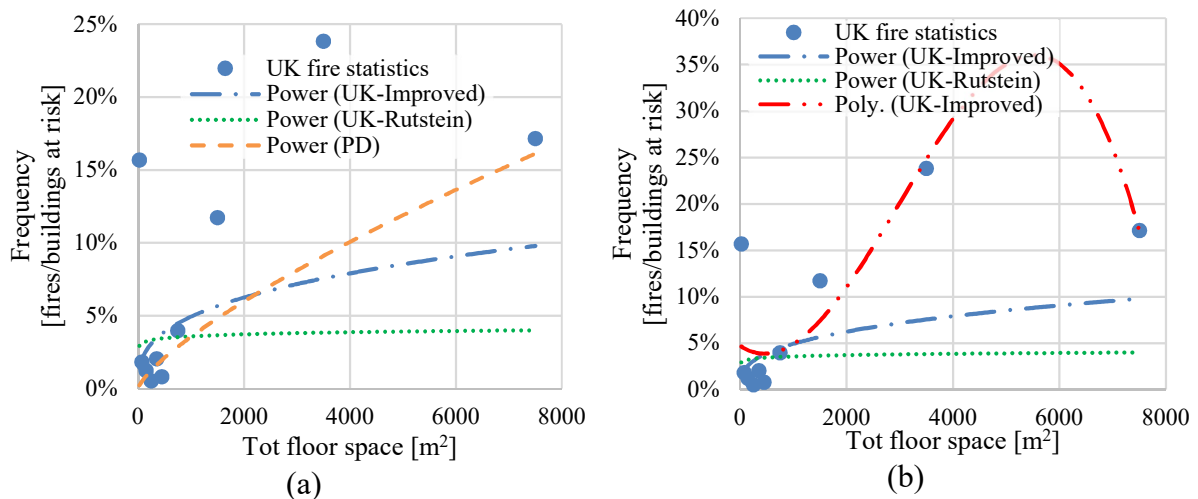 25%
20%
15%
10%
5%
0%
Frequency
[fires/buildings at risk]
UK fire statistics
Power (UK-Improved)
Power (UK-Rutstein)
Power (PD)
0 2000 4000 6000 8000
Tot floor space [m²]
(a)
40%
35%
30%
25%
20%
15%
10%
5%
0%
Frequency
[fires/buildings at risk]
UK fire statistics
Power (UK-Improved)
Power (UK-Rutstein)
Poly. (UK-Improved)
0 2000 4000 6000 8000
Tot floor space [m²]
(b)